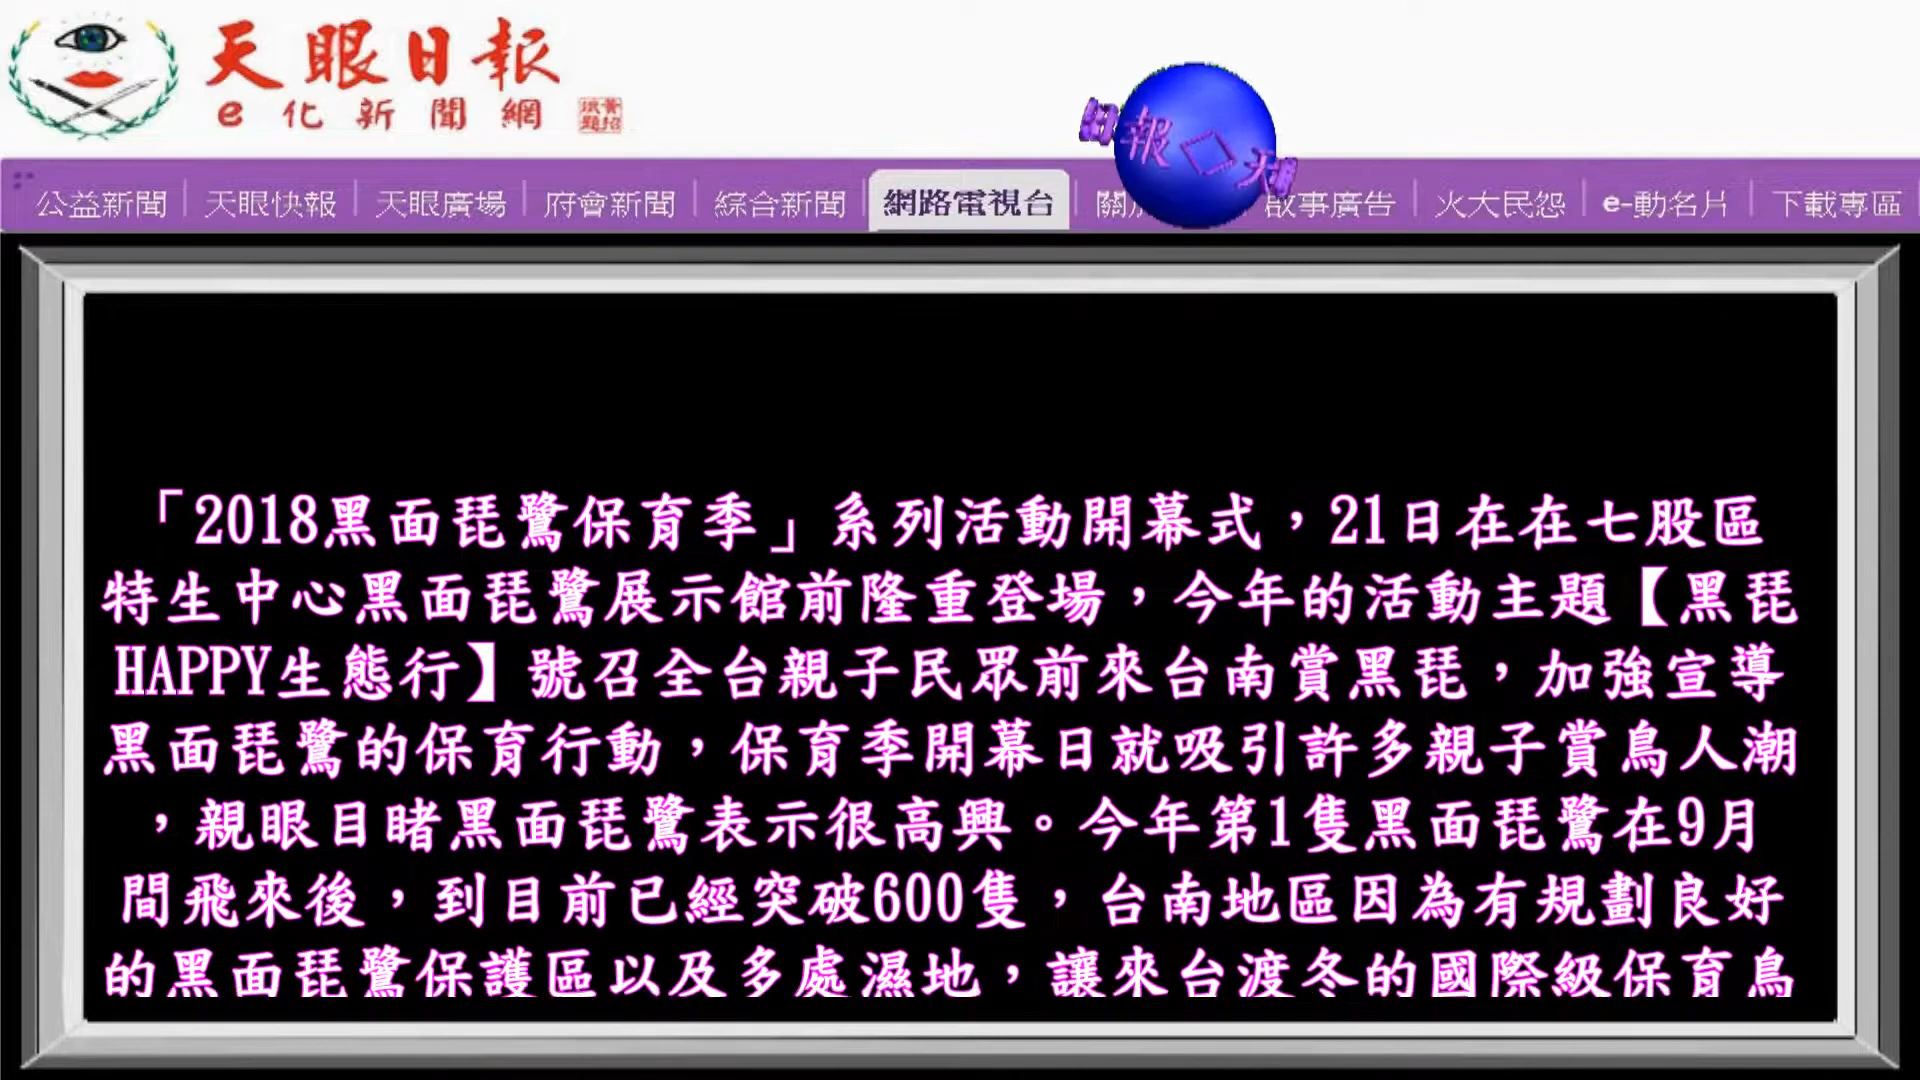 天眼日報
e化新聞網
公益新聞 天眼快報 天眼廣場 府會新聞 綜合新聞 網路電視台 關 啟事廣告 火大民怨 e-動名片 下載專區
日報 天
「2018黑面琵鷺保育季」系列活動開幕式，21日在在七股區
特生中心黑面琵鷺展示館前隆重登場，今年的活動主題【黑琵
HAPPY生態行】號召全台親子民眾前來台南賞黑琵，加強宣導
黑面琵鷺的保育行動，保育季開幕日就吸引許多親子賞鳥人潮
，親眼目睹黑面琵鷺表示很高興。今年第1隻黑面琵鷺在9月
間飛來後，到目前已經突破600隻，台南地區因為有規劃良好
的黑面琵鷺保護區以及多處濕地，讓來台渡冬的國際級保育鳥